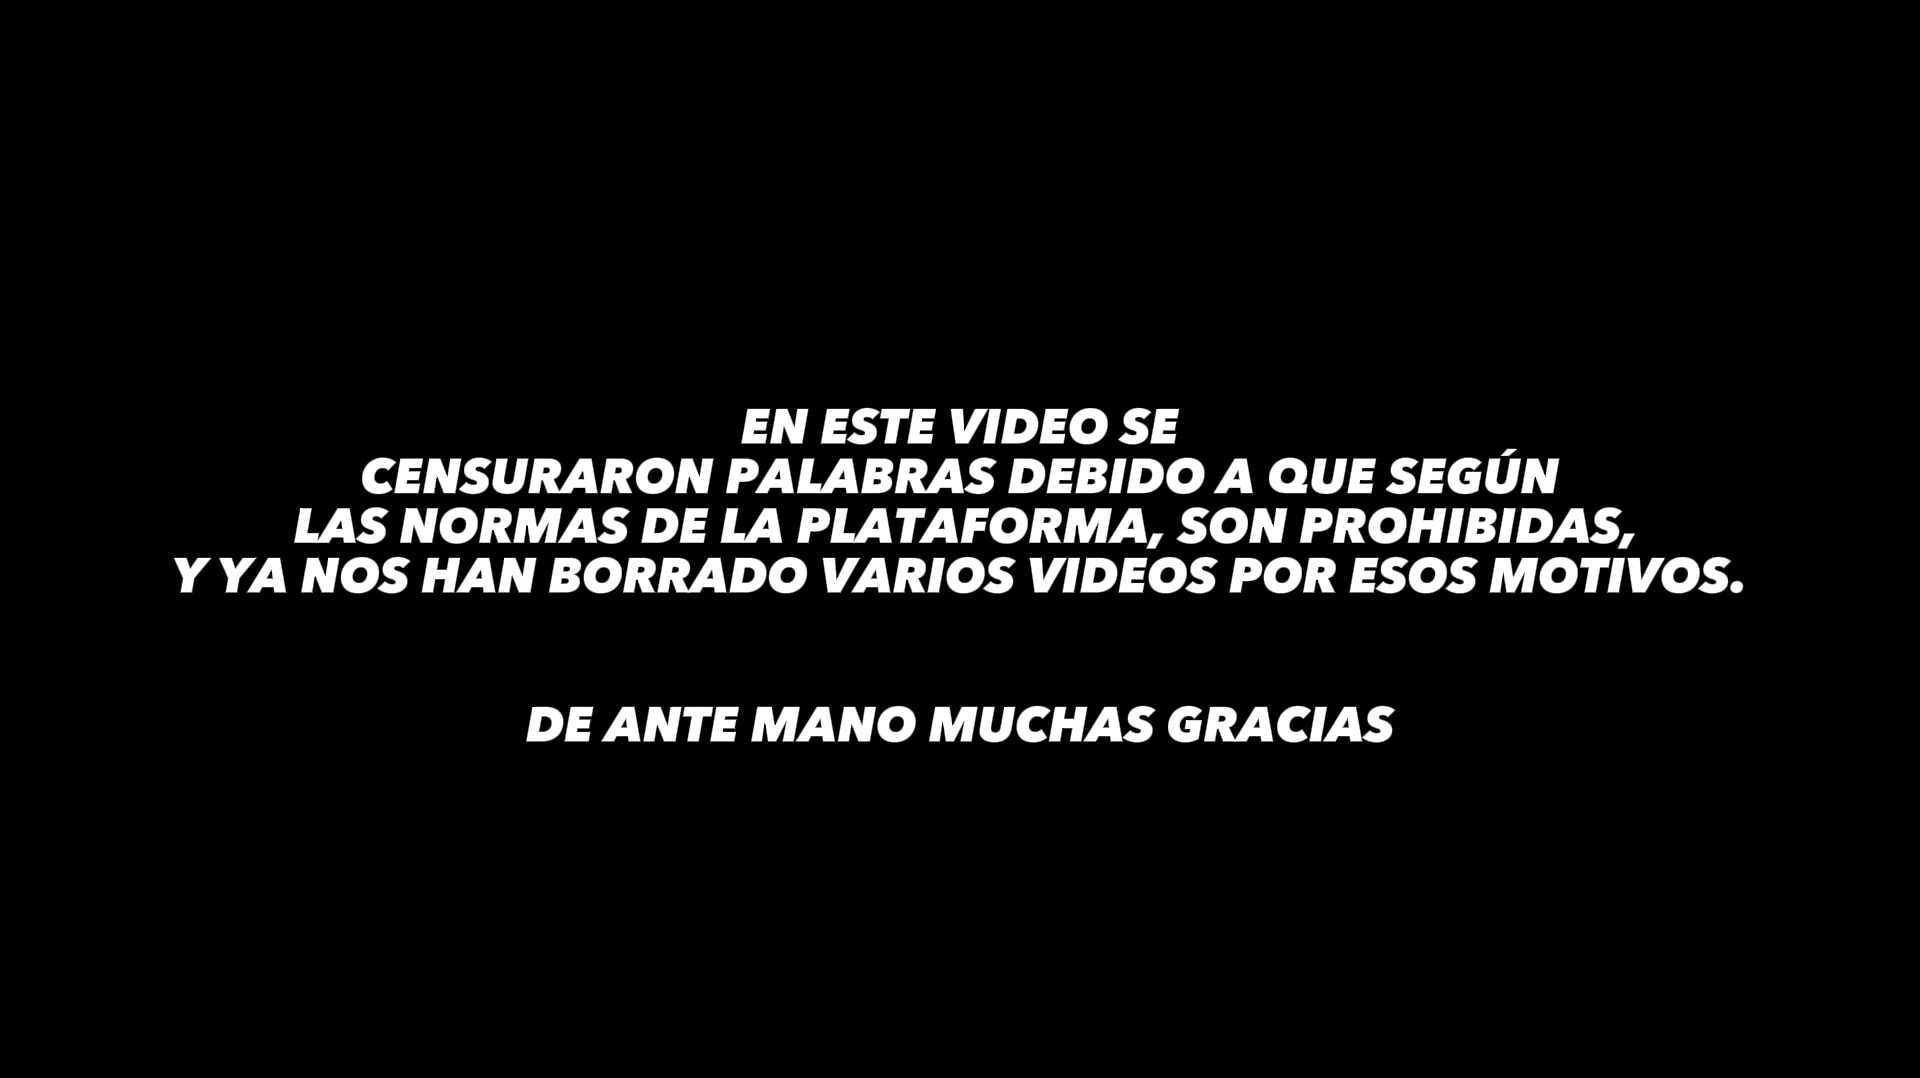 EN ESTE VIDEO SE
CENSURARON PALABRAS DEBIDO A QUE SEGÚN
LAS NORMAS DE LA PLATAFORMA, SON PROHIBIDAS,
Y YA NOS HAN BORRADO VARIOS VIDEOS POR ESOS MOTIVOS.
DE ANTE MANO MUCHAS GRACIAS